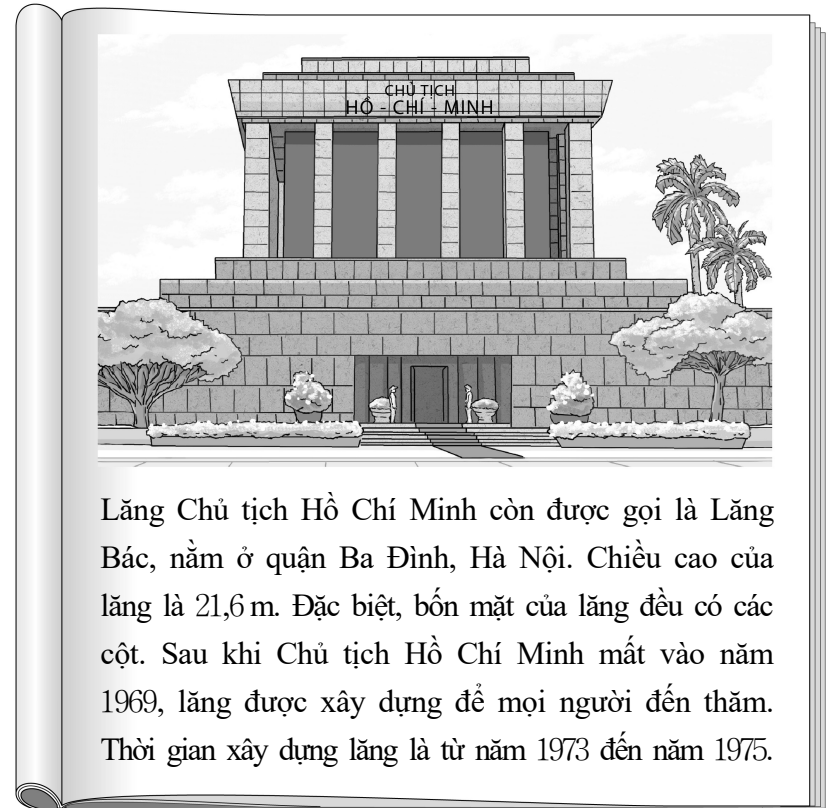 CHỦ TỊCH
HỒ - CHÍ - MINH
Lăng Chủ tịch Hồ Chí Minh còn được gọi là Lăng
Bác, nằm ở quận Ba Đình, Hà Nội. Chiều cao của
lăng là 21,6 m. Đặc biệt, bốn mặt của lăng đều có các
cột. Sau khi Chủ tịch Hồ Chí Minh mất vào năm
1969, lăng được xây dựng để mọi người đến thăm.
Thời gian xây dựng lăng là từ năm 1973 đến năm 1975.